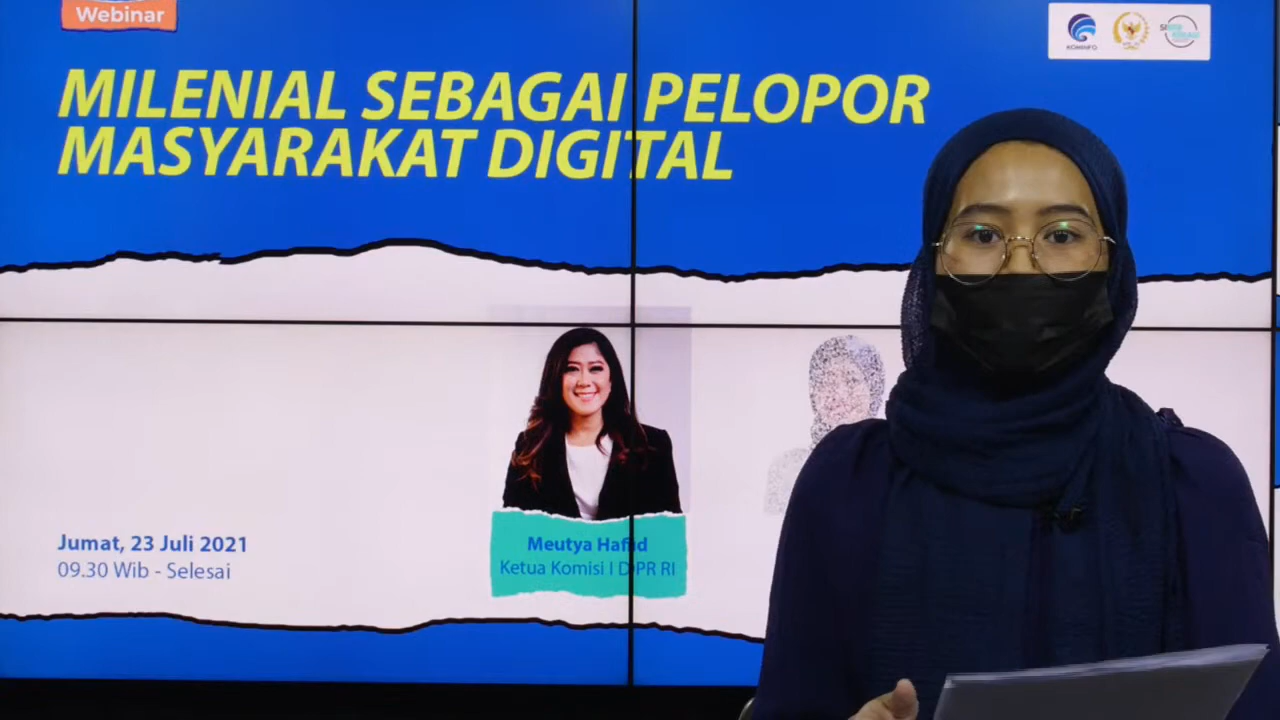 Webinar
KOMINFO
MILENIAL SEBAGAI PELOPOR
MASYARAKAT DIGITAL
Jumat, 23 Juli 2021
09.30 Wib - Selesai
Meutya Hafid
Ketua Komisi I DPR RI